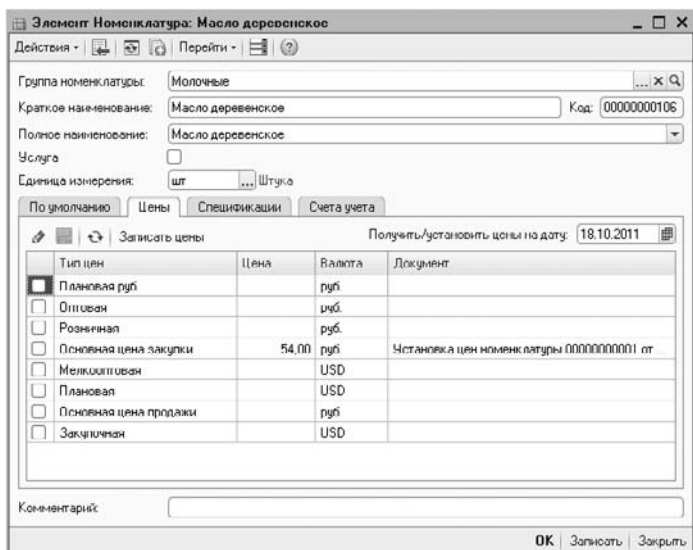 Элемент Номенклатура: Масло деревенское
Действия Перейти
Группа номенклатуры: Молочные
Краткое наименование: Масло деревенское Код: 00000000106
Полное наименование: Масло деревенское
Услуга
Единица измерения: шт ... Штука
По умолчанию Цены Спецификации Счета учета
Записать цены Получить/установить цены на дату: 18.10.2011
Тип цен Цена Валюта Документ
Плановая руб. руб.
Оптовая руб.
Розничная руб.
Основная цена закупки 54,00 руб. Установка цен номенклатуры 00000000001 от ...
Мелкооптовая USD
Плановая USD
Основная цена продажи руб.
Закупочная USD
Комментарий:
OK Записать Закрыть